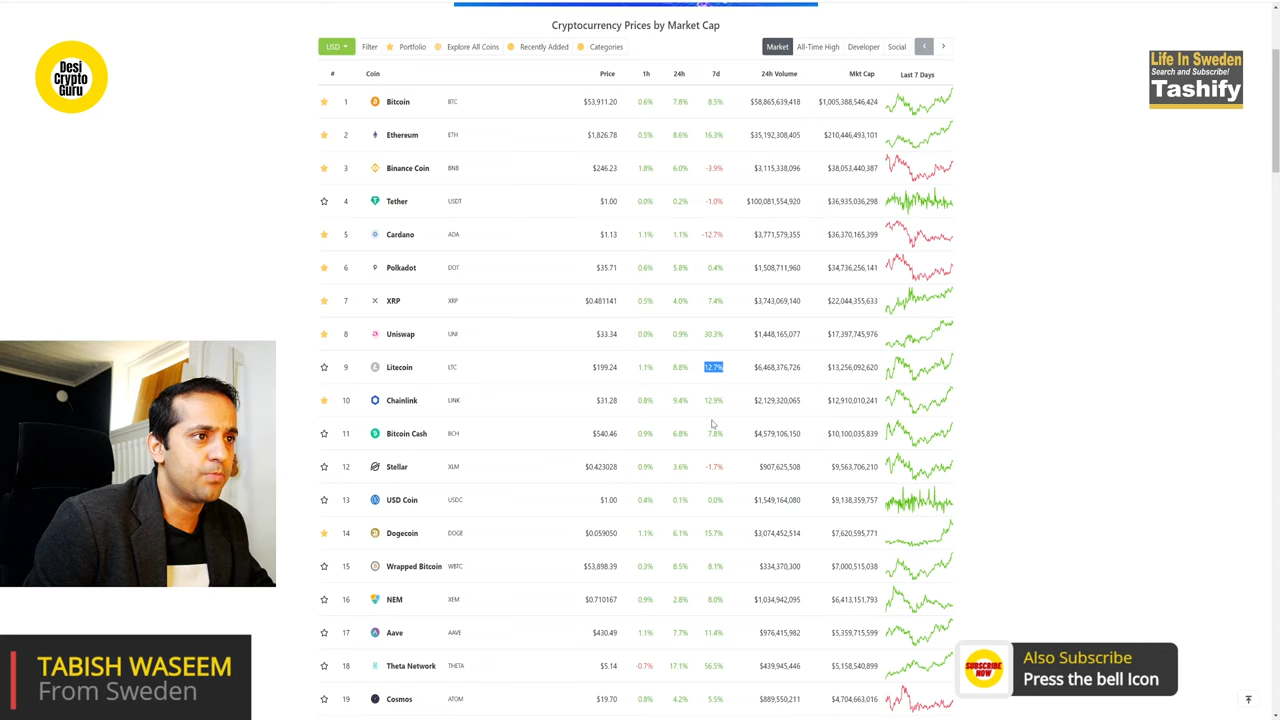 Cryptocurrency Prices by Market Cap
Desi
Crypto
Guru
Life In Sweden
Search and Subscribe!
Tashify
USD Filter Portfolio Explore All Coins Recently Added Categories Market All-Time High Developer Social
# Coin Price 1h 24h 7d 24h Volume Mkt Cap Last 7 Days
1 Bitcoin BTC $53,911.20 0.6% 7.8% 8.5% $58,865,639,418 $1,005,388,546,424
2 Ethereum ETH $1,826.78 0.5% 8.6% 16.3% $35,192,308,405 $210,446,493,101
3 Binance Coin BNB $246.23 1.8% 6.0% -3.9% $3,115,338,096 $38,053,440,387
4 Tether USDT $1.00 0.0% 0.2% -1.0% $100,081,554,920 $36,935,036,298
5 Cardano ADA $1.13 1.1% 1.1% -12.7% $3,771,579,355 $36,370,165,399
6 Polkadot DOT $35.71 0.6% 5.8% 0.4% $1,508,711,960 $34,736,256,141
7 XRP XRP $0.481141 0.5% 4.0% 7.4% $3,743,069,140 $22,044,355,633
8 Uniswap UNI $33.34 0.0% 0.9% 30.3% $1,448,165,077 $17,397,745,976
9 Litecoin LTC $199.24 1.1% 8.8% 12.7% $6,468,376,726 $13,256,092,620
10 Chainlink LINK $31.28 0.8% 9.4% 12.9% $2,129,320,065 $12,910,010,241
11 Bitcoin Cash BCH $540.46 0.9% 6.8% 7.8% $4,579,106,150 $10,100,035,839
12 Stellar XLM $0.423028 0.9% 3.6% -1.7% $907,625,508 $9,563,706,210
13 USD Coin USDC $1.00 0.4% 0.1% 0.0% $1,549,164,080 $9,138,359,757
14 Dogecoin DOGE $0.059050 1.1% 6.1% 15.7% $3,074,452,514 $7,620,595,771
15 Wrapped Bitcoin WBTC $53,898.39 0.3% 8.5% 8.1% $334,370,300 $7,000,515,038
16 NEM XEM $0.710167 0.9% 2.8% 8.0% $1,034,942,095 $6,413,151,793
17 Aave AAVE $430.49 1.1% 7.7% 11.4% $976,415,982 $5,359,715,599
18 Theta Network THETA $5.14 -0.7% 17.1% 56.5% $439,945,446 $5,158,540,899
19 Cosmos ATOM $19.70 0.8% 4.2% 5.5% $889,550,211 $4,704,663,016
TABISH WASEEM
From Sweden
SUBSCRIBE
NOW
Also Subscribe
Press the bell Icon